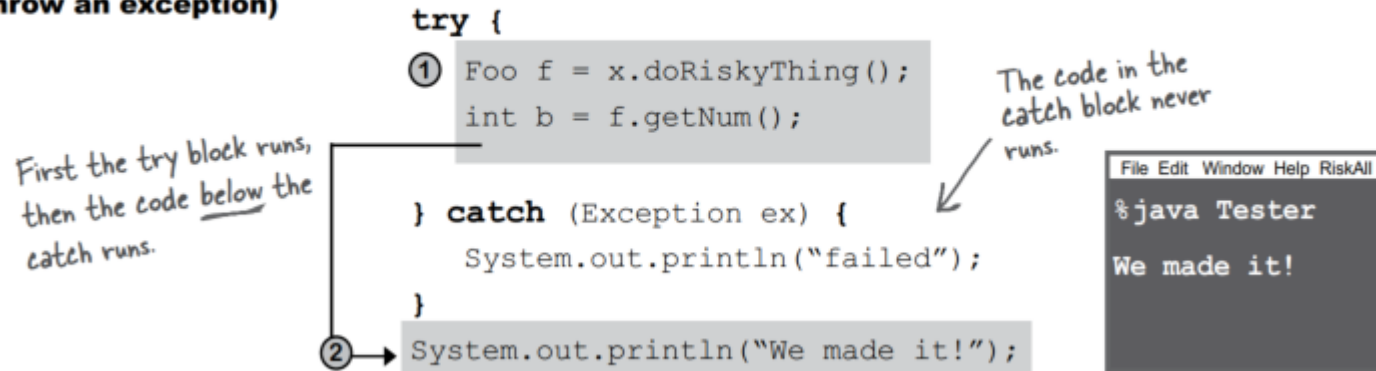 hrow an exception)
try {
1 Foo f = x.doRiskyThing();
int b = f.getNum();
First the try block runs,
then the code below the
catch runs.
The code in the
catch block never
runs.
} catch (Exception ex) {
System.out.println(“failed”);
}
2 System.out.println(“We made it!”);
File Edit Window Help RiskAll
%java Tester
We made it!